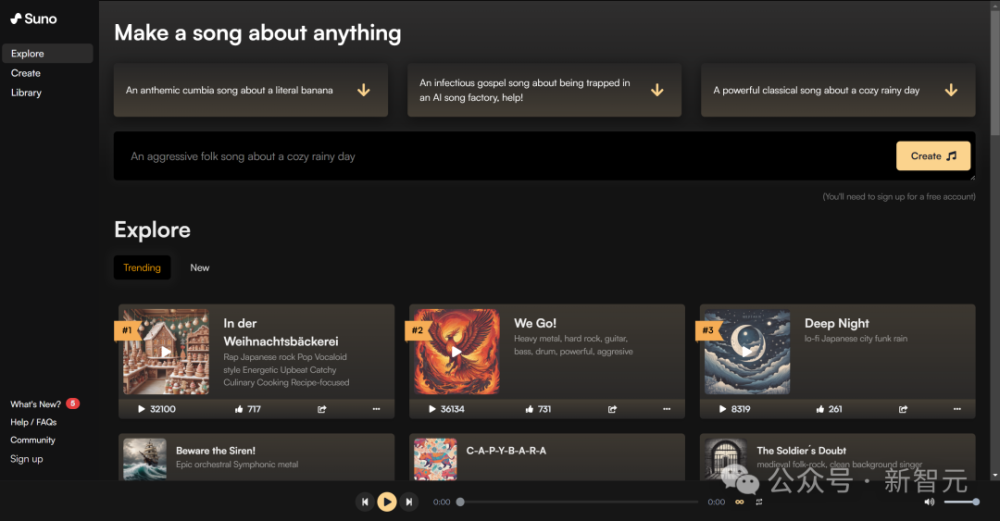 Suno
Explore
Create
Library
What's New? 5
Help / FAQs
Community
Sign up
Make a song about anything
An anthemic cumbia song about a literal banana
An infectious gospel song about being trapped in
an AI song factory, help!
A powerful classical song about a cozy rainy day
An aggressive folk song about a cozy rainy day
Create
(You'll need to sign up for a free account)
Explore
Trending New
#1
In der
Weihnachtsbäckerei
Rap Japanese rock Pop Vocaloid
style Energetic Upbeat Catchy
Culinary Cooking Recipe-focused
32100 717
#2
We Go!
Heavy metal, hard rock, guitar,
bass, drum, powerful, aggresive
36134 731
#3
Deep Night
lo-fi Japanese city funk rain
8319 261
Beware the Siren!
Epic orchestral Symphonic metal
C-A-P-Y-B-A-R-A
The Soldier's Doubt
medieval folk-rock, clean background singer
公众号 · 新智元
0:00 0:00